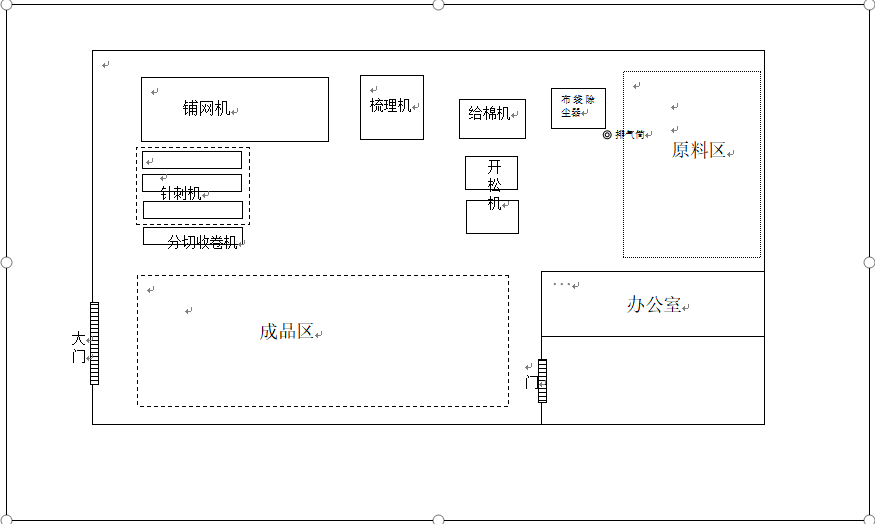 铺网机
梳理机
给棉机
布袋除
尘器
排气筒
原料区
开
松
机
针刺机
分切收卷机
办公室
成品区
大
门
门